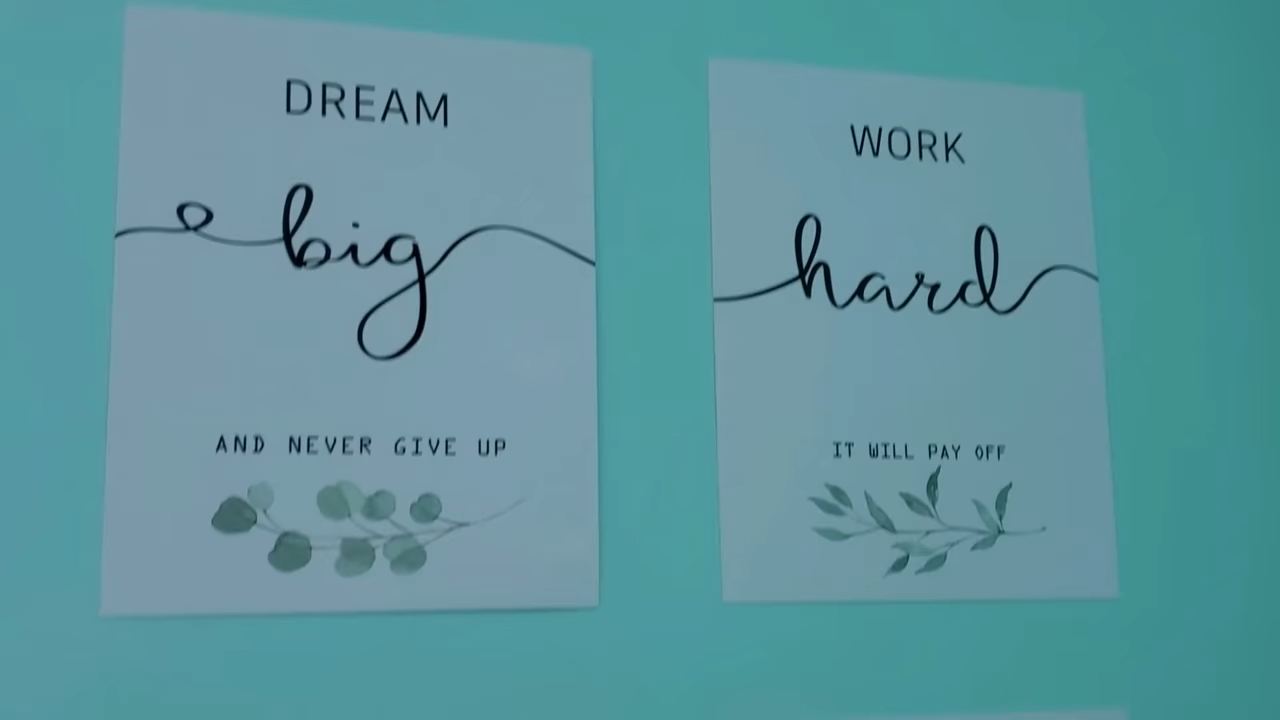 DREAM
big
AND NEVER GIVE UP
WORK
hard
IT WILL PAY OFF